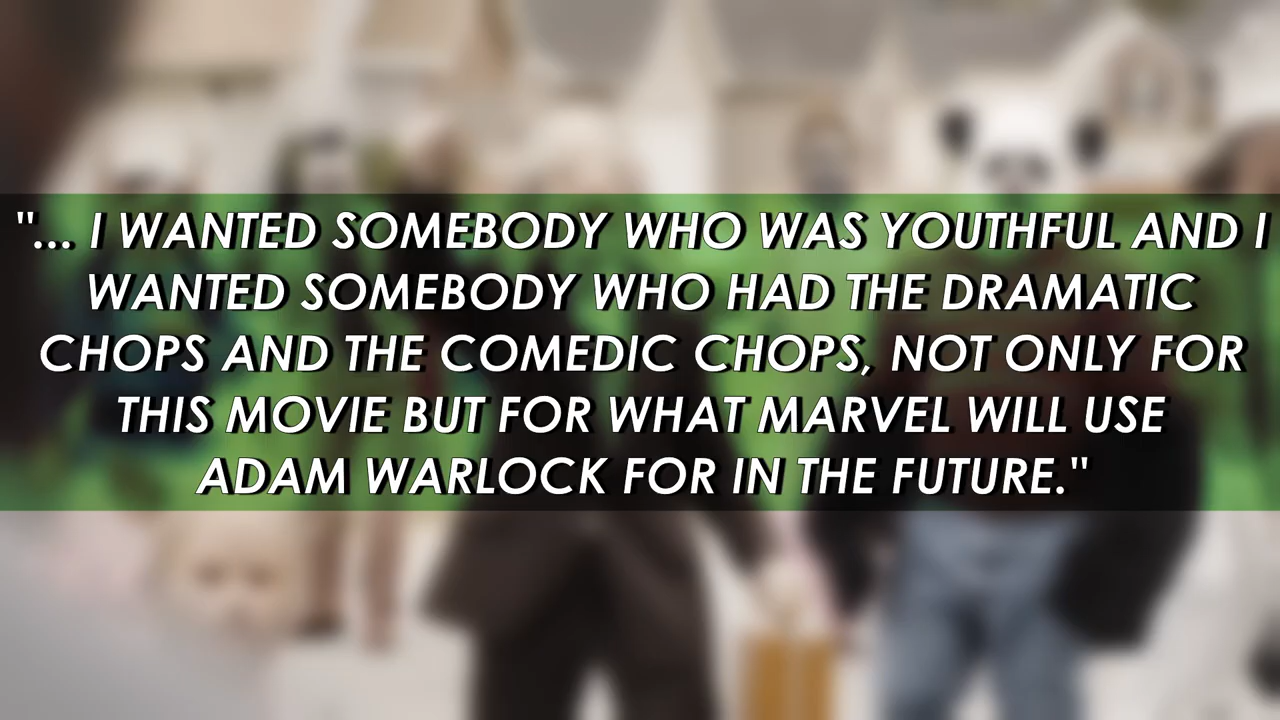 "... I WANTED SOMEBODY WHO WAS YOUTHFUL AND I
WANTED SOMEBODY WHO HAD THE DRAMATIC
CHOPS AND THE COMEDIC CHOPS, NOT ONLY FOR
THIS MOVIE BUT FOR WHAT MARVEL WILL USE
ADAM WARLOCK FOR IN THE FUTURE."